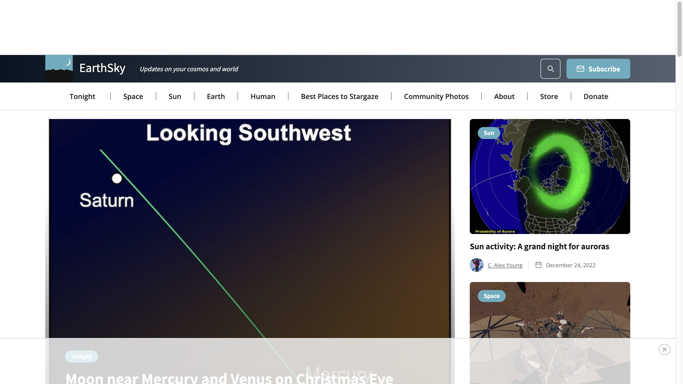 EarthSky
Updates on your cosmos and world
Subscribe
Tonight
Space
Sun
Earth
Human
Best Places to Stargaze
Community Photos
About
Store
Donate
Looking Southwest
Saturn
Mercury
Tonight
Moon near Mercury and Venus on Christmas Eve
Sun
Probability of Aurora
Sun activity: A grand night for auroras
C. Alex Young
December 24, 2022
Space